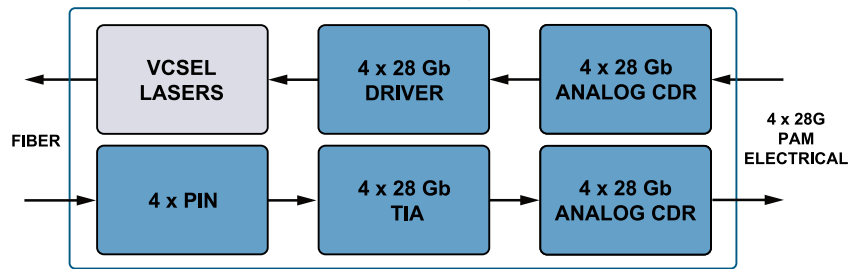 VCSEL
LASERS
4 x 28 Gb
DRIVER
4 x 28 Gb
ANALOG CDR
FIBER
4 x 28G
PAM
ELECTRICAL
4 x PIN
4 x 28 Gb
TIA
4 x 28 Gb
ANALOG CDR